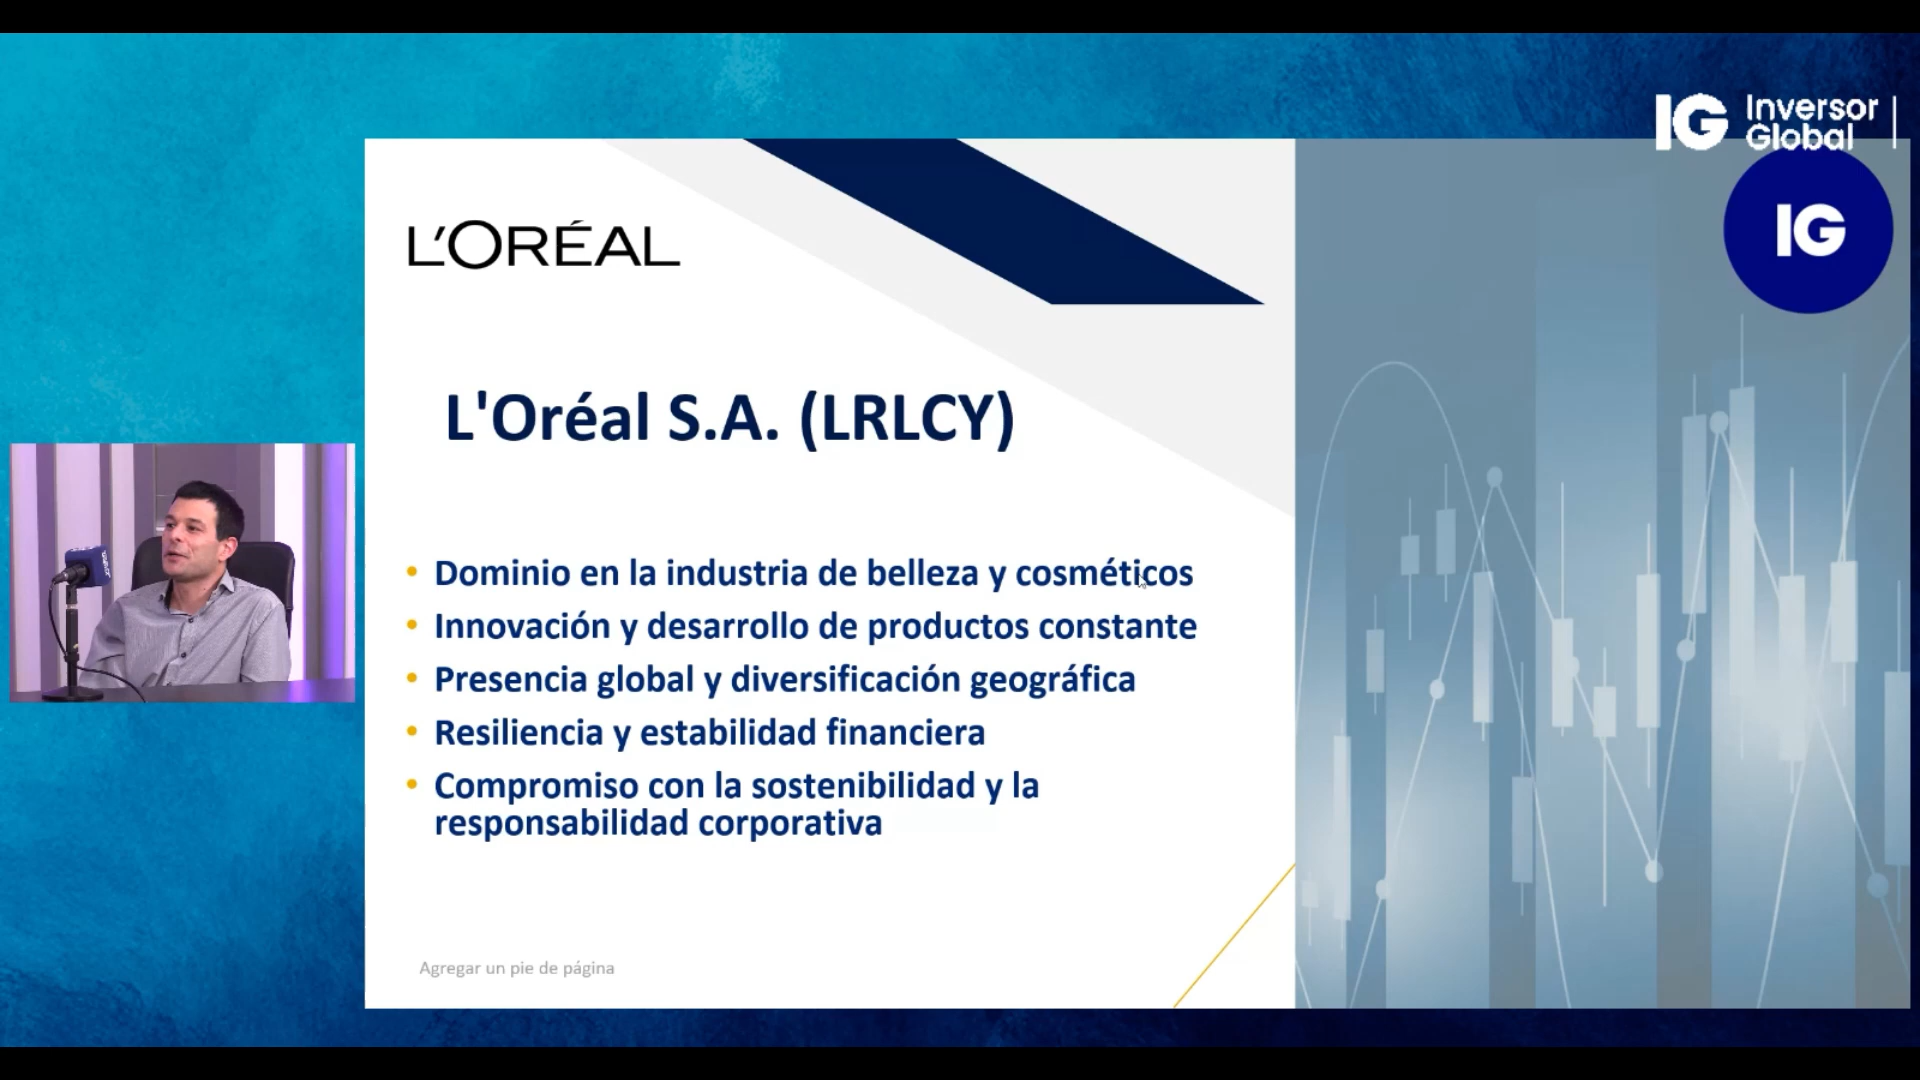 IG Inversor
Global
IG
L'ORÉAL
L'Oréal S.A. (LRLCY)
• Dominio en la industria de belleza y cosméticos
• Innovación y desarrollo de productos constante
• Presencia global y diversificación geográfica
• Resiliencia y estabilidad financiera
• Compromiso con la sostenibilidad y la
responsabilidad corporativa
Agregar un pie de página